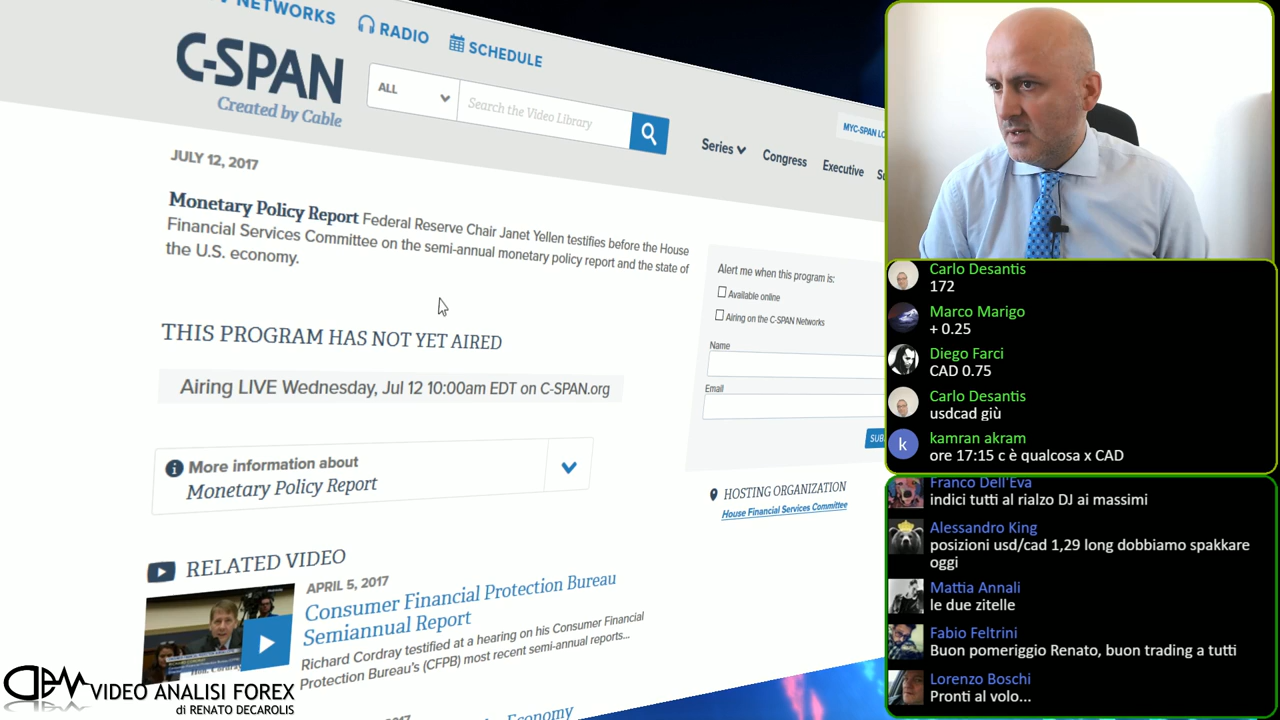 NETWORKS
RADIO
SCHEDULE
C-SPAN
Created by Cable
ALL
Search the Video Library
MYC-SPAN LO
Series
Congress
Executive
JULY 12, 2017
Monetary Policy Report Federal Reserve Chair Janet Yellen testifies before the House
Financial Services Committee on the semi-annual monetary policy report and the state of
the U.S. economy.
THIS PROGRAM HAS NOT YET AIRED
Airing LIVE Wednesday, Jul 12 10:00am EDT on C-SPAN.org
More information about
Monetary Policy Report
Alert me when this program is:
Available online
Airing on the C-SPAN Networks
Name
Email
SUB
HOSTING ORGANIZATION
House Financial Services Committee
RELATED VIDEO
APRIL 5, 2017
Consumer Financial Protection Bureau
Semiannual Report
Richard Cordray testified at a hearing on his Consumer Financial
Protection Bureau's (CFPB) most recent semi-annual reports...
2017
Economy
VIDEO ANALISI FOREX
di RENATO DECAROLIS
Carlo Desantis
172
Marco Marigo
+ 0.25
Diego Farci
CAD 0.75
Carlo Desantis
usdcad giù
k
kamran akram
ore 17:15 c è qualcosa x CAD
Franco Dell'Eva
indici tutti al rialzo DJ ai massimi
Alessandro King
posizioni usd/cad 1,29 long dobbiamo spakkare
oggi
Mattia Annali
le due zitelle
Fabio Feltrini
Buon pomeriggio Renato, buon trading a tutti
Lorenzo Boschi
Pronti al volo...